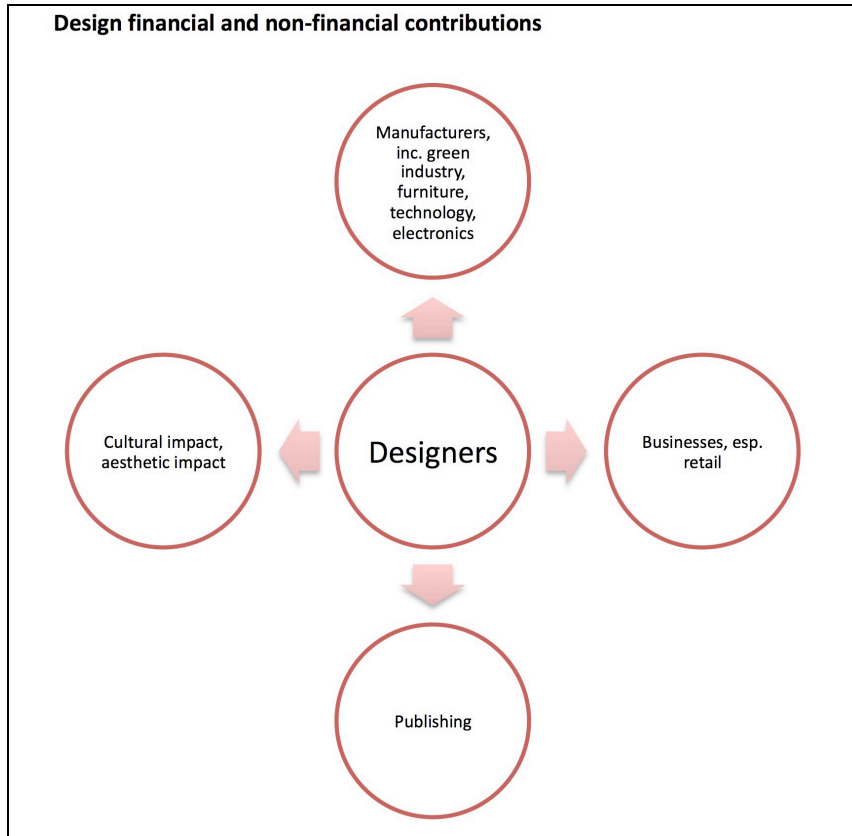 Design financial and non-financial contributions
Manufacturers,
inc. green
industry,
furniture,
technology,
electronics
Cultural impact,
aesthetic impact
Designers
Businesses, esp.
retail
Publishing